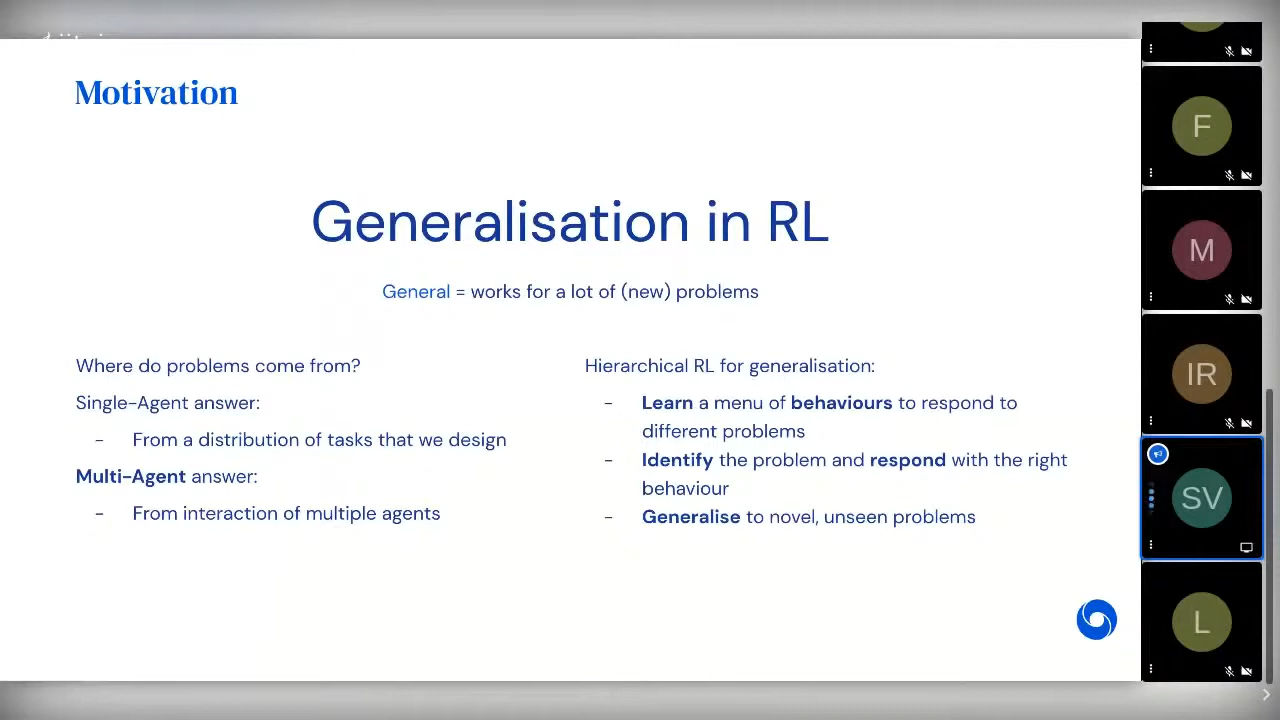 Motivation
Generalisation in RL
General = works for a lot of (new) problems
Where do problems come from?
Single-Agent answer:
- From a distribution of tasks that we design
Multi-Agent answer:
- From interaction of multiple agents
Hierarchical RL for generalisation:
- Learn a menu of behaviours to respond to
different problems
- Identify the problem and respond with the right
behaviour
- Generalise to novel, unseen problems
F
M
IR
SV
L